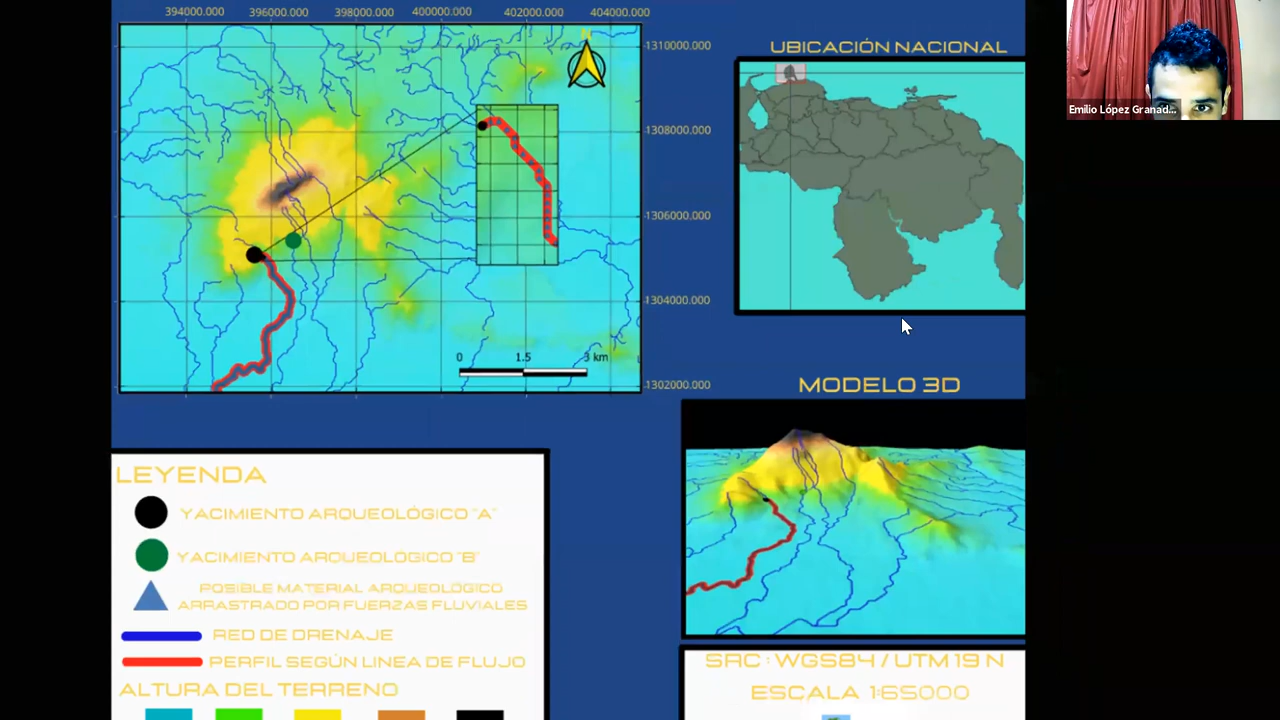 394000.000 396000.000 398000.000 400000.000 402000.000 404000.000
N
1310000.000
1308000.000
1306000.000
1304000.000
1302000.000
0 1.5 3 km
UBICACIÓN NACIONAL
Emilio López Granad...
MODELO 3D
LEYENDA
YACIMIENTO ARQUEOLÓGICO "A"
YACIMIENTO ARQUEOLÓGICO "B"
POSIBLE MATERIAL ARQUEOLÓGICO
ARRASTRADO POR FUERZAS FLUVIALES
RED DE DRENAJE
PERFIL SEGÚN LINEA DE FLUJO
ALTURA DEL TERRENO
SRC : WGS84 / UTM 19 N
ESCALA 1:65000